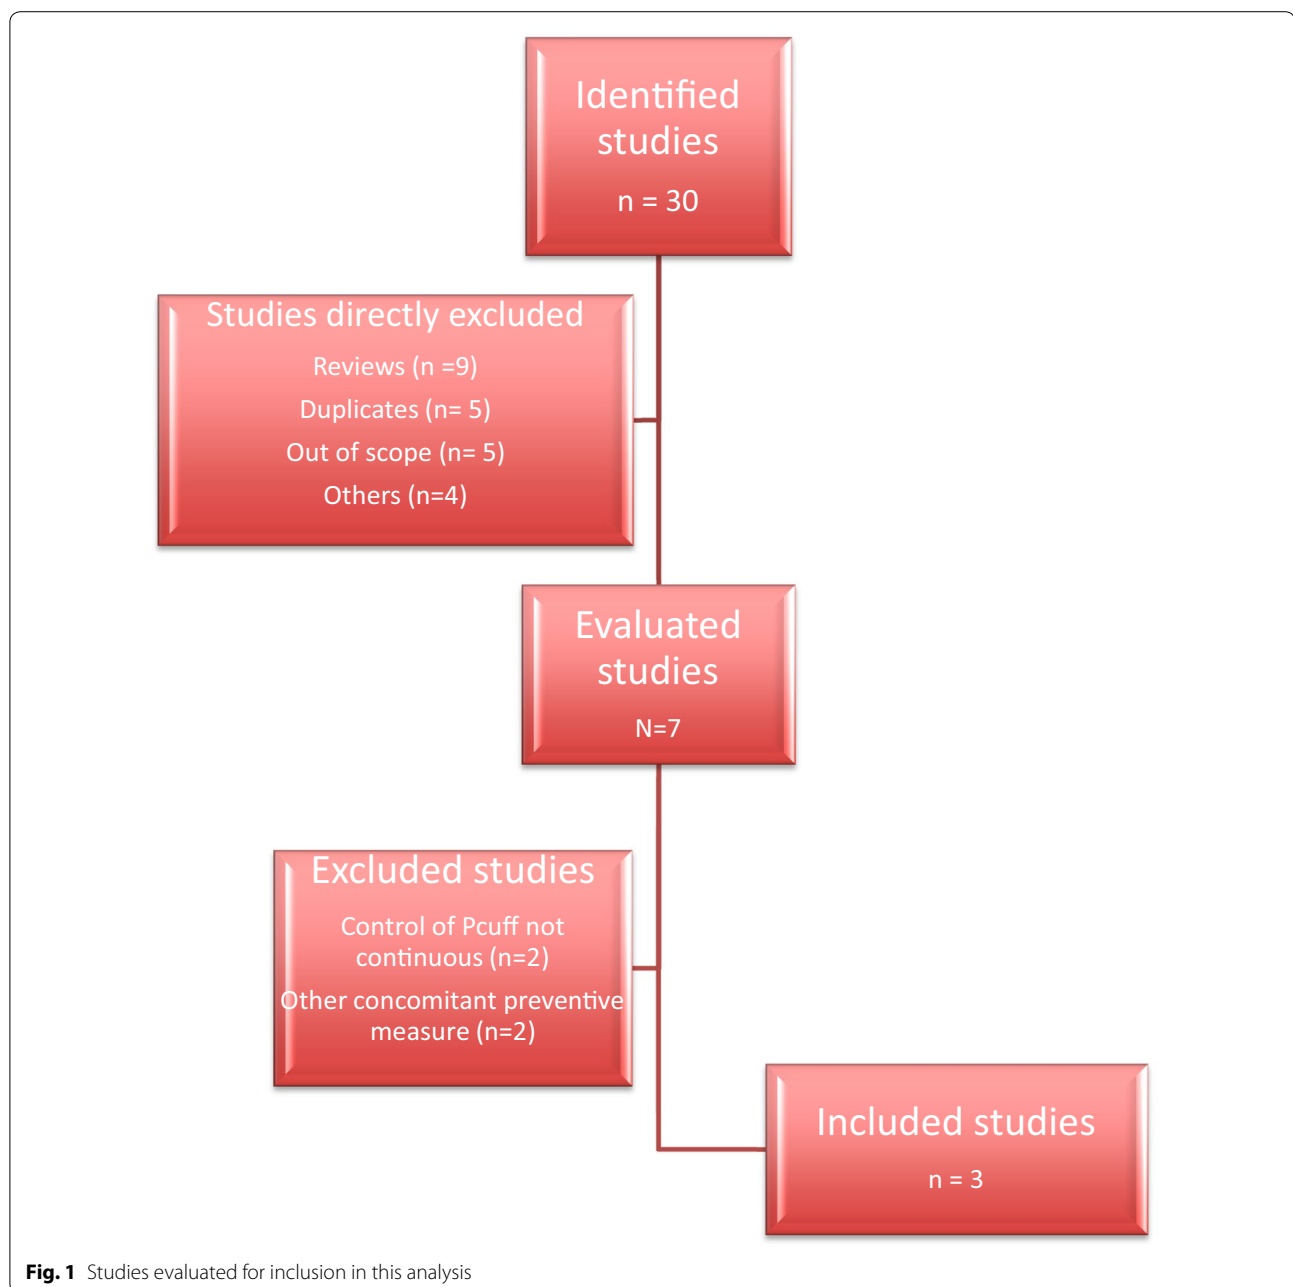 Identified
studies
n = 30
Studies directly excluded
Reviews (n =9)
Duplicates (n= 5)
Out of scope (n= 5)
Others (n=4)
Evaluated
studies
N=7
Excluded studies
Control of Pcuff not
continuous (n=2)
Other concomitant preventive
measure (n=2)
Included studies
n = 3
Fig. 1 Studies evaluated for inclusion in this analysis